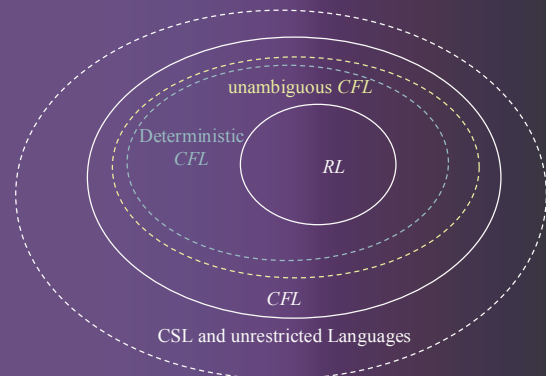 unambiguous CFL
Deterministic
CFL
RL
CFL
CSL and unrestricted Languages